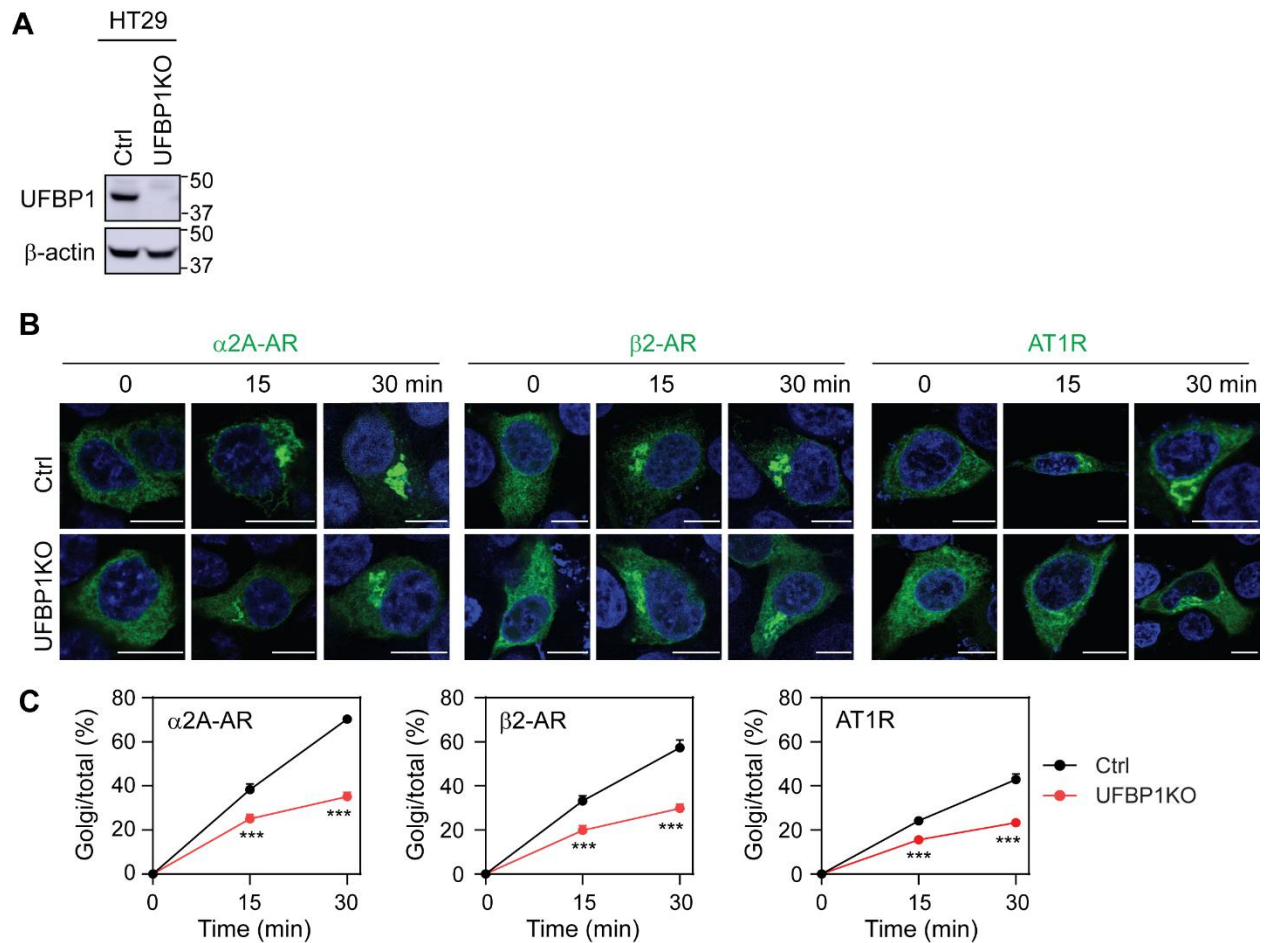 A
HT29
Ctrl
UFBP1KO
UFBP1
50
37
β-actin
50
37
B
α2A-AR
β2-AR
AT1R
0 15 30 min
0 15 30 min
0 15 30 min
Ctrl
UFBP1KO
C
Golgi/total (%)
80
60
40
20
0
α2A-AR
***
***
0 15 30
Time (min)
Golgi/total (%)
80
60
40
20
0
β2-AR
***
***
0 15 30
Time (min)
Golgi/total (%)
80
60
40
20
0
AT1R
***
***
0 15 30
Time (min)
Ctrl
UFBP1KO